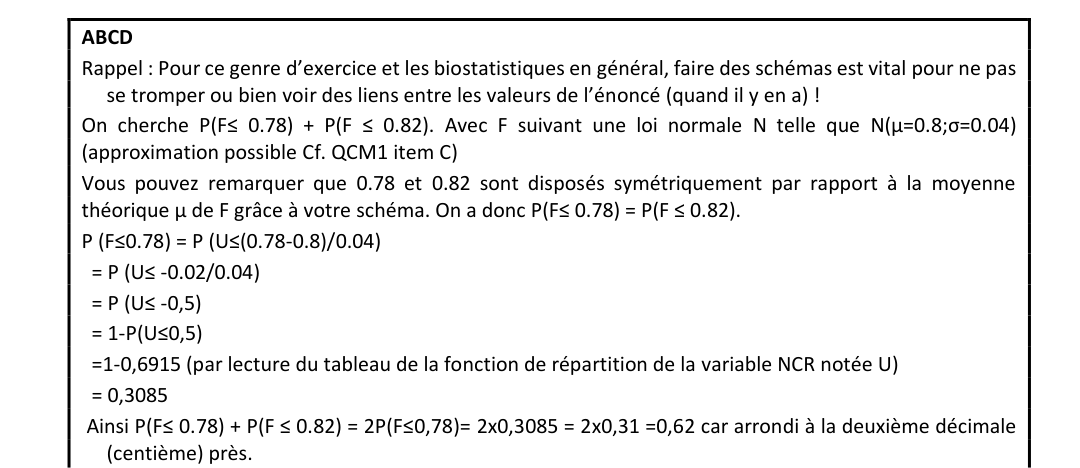 ABCD
Rappel : Pour ce genre d’exercice et les biostatistiques en général, faire des schémas est vital pour ne pas
se tromper ou bien voir des liens entre les valeurs de l’énoncé (quand il y en a) !
On cherche P(F≤ 0.78) + P(F ≤ 0.82). Avec F suivant une loi normale N telle que N(μ=0.8;σ=0.04)
(approximation possible Cf. QCM1 item C)
Vous pouvez remarquer que 0.78 et 0.82 sont disposés symétriquement par rapport à la moyenne
théorique μ de F grâce à votre schéma. On a donc P(F≤ 0.78) = P(F ≤ 0.82).
P (F≤0.78) = P (U≤(0.78-0.8)/0.04)
= P (U≤ -0.02/0.04)
= P (U≤ -0,5)
= 1-P(U≤0,5)
=1-0,6915 (par lecture du tableau de la fonction de répartition de la variable NCR notée U)
= 0,3085
Ainsi P(F≤ 0.78) + P(F ≤ 0.82) = 2P(F≤0,78)= 2x0,3085 = 2x0,31 =0,62 car arrondi à la deuxième décimale
(centième) près.